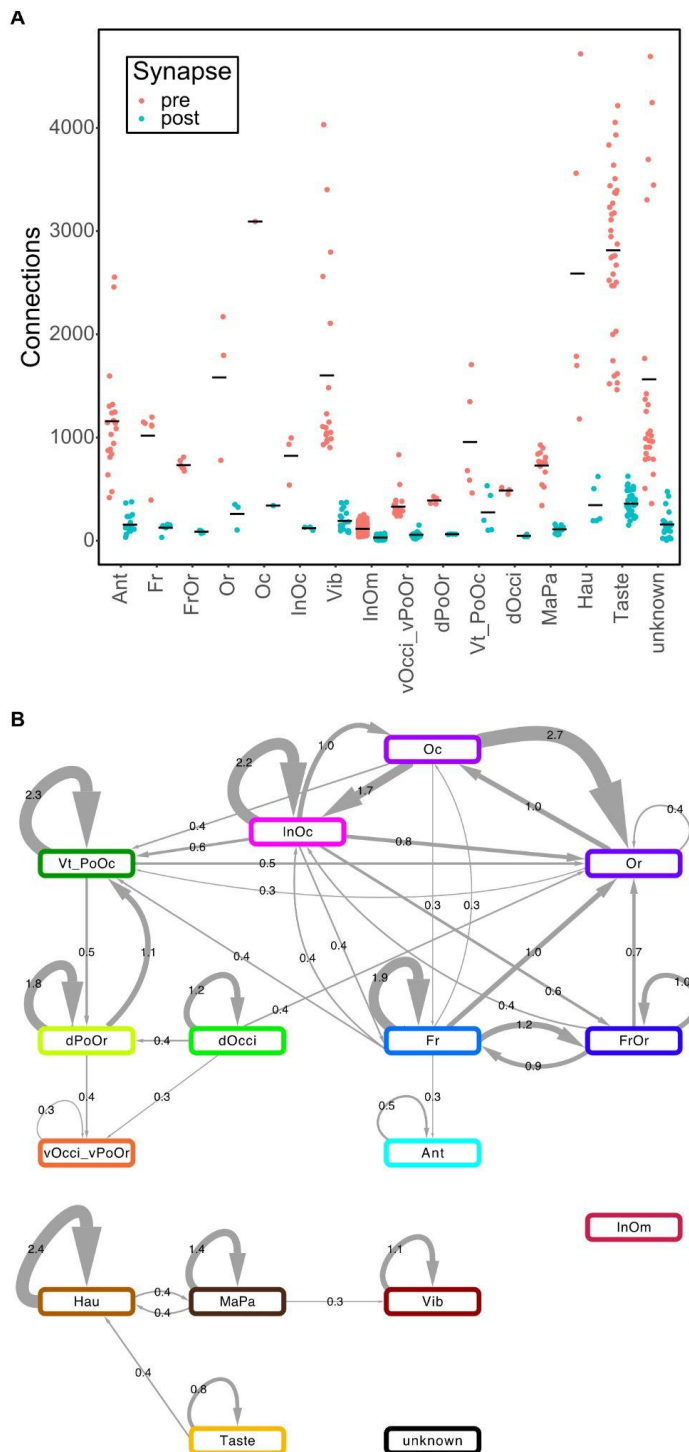 A
Synapse
pre
post
Connections
4000
3000
2000
1000
0
Ant
Fr
FrOr
Or
Oc
InOc
Vib
InOm
vOcci_vPoOr
dPoOr
Vt_PoOc
dOcci
MaPa
Hau
Taste
unknown
B
2.7
1.0
Oc
2.2
1.7
2.3
1.0
0.4
0.4
InOc
0.8
0.6
Vt_PoOc
0.5
Or
0.3
0.3
0.3
0.5
1.1
0.4
0.4
0.4
1.0
0.7
1.8
1.2
0.4
1.9
0.6
0.4
1.2
1.0
dPoOr
0.4
dOcci
Fr
FrOr
0.9
0.4
0.3
0.3
0.3
0.5
vOcci_vPoOr
Ant
InOm
2.4
1.4
1.1
0.4
Hau
MaPa
0.3
Vib
0.4
0.4
0.8
Taste
unknown